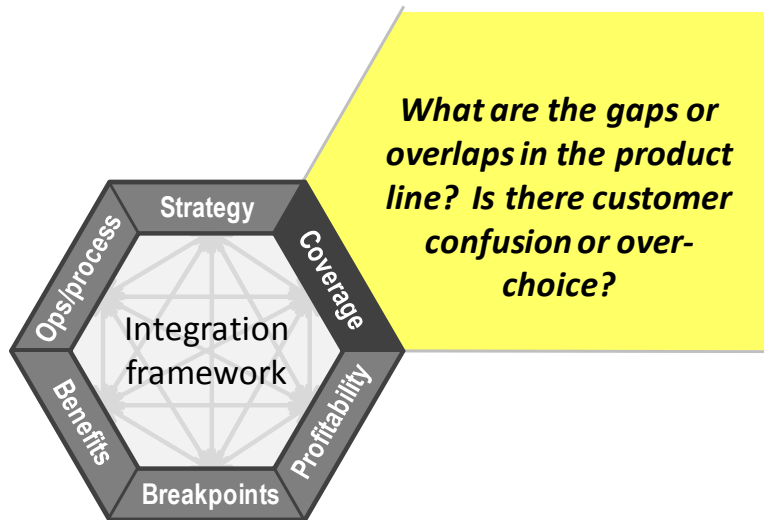 What are the gaps or
overlaps in the product
line?  Is there customer
confusion or over-
choice?
Strategy
Coverage
Profitability
Breakpoints
Benefits
Ops/process
Integration
framework